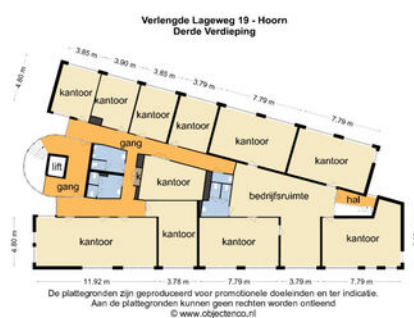 Verlengde Lageweg 19 - Hoorn
Derde Verdieping
3.85 m
3.90 m
3.85 m
3.79 m
7.79 m
7.79 m
4.80 m
kantoor
kantoor
kantoor
kantoor
kantoor
kantoor
gang
lift
gang
kantoor
bedrijfsruimte
hal
4.80 m
kantoor
kantoor
kantoor
kantoor
11.92 m
3.78 m
7.79 m
3.79 m
7.79 m
De plattegronden zijn geproduceerd voor promotionele doeleinden en ter indicatie.
Aan de plattegronden kunnen geen rechten worden ontleend
© www.objectenco.nl